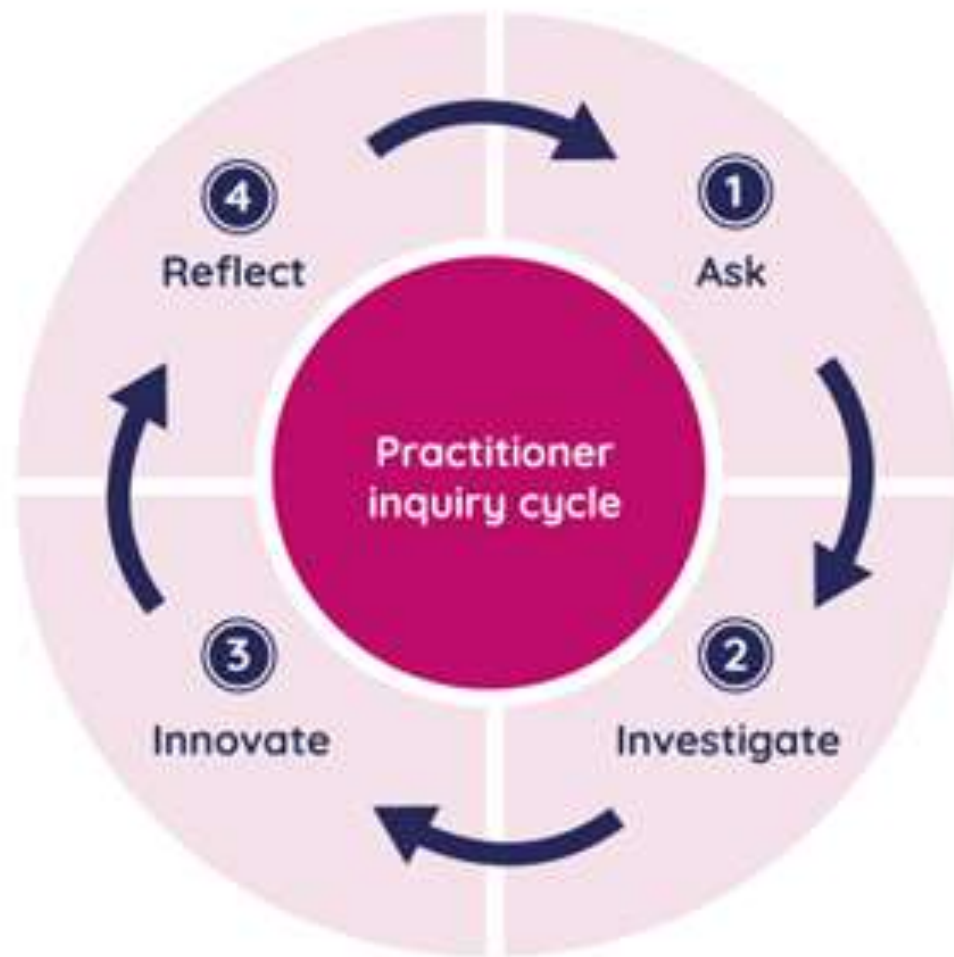 Practitioner
inquiry cycle
1
Ask
2
Investigate
3
Innovate
4
Reflect